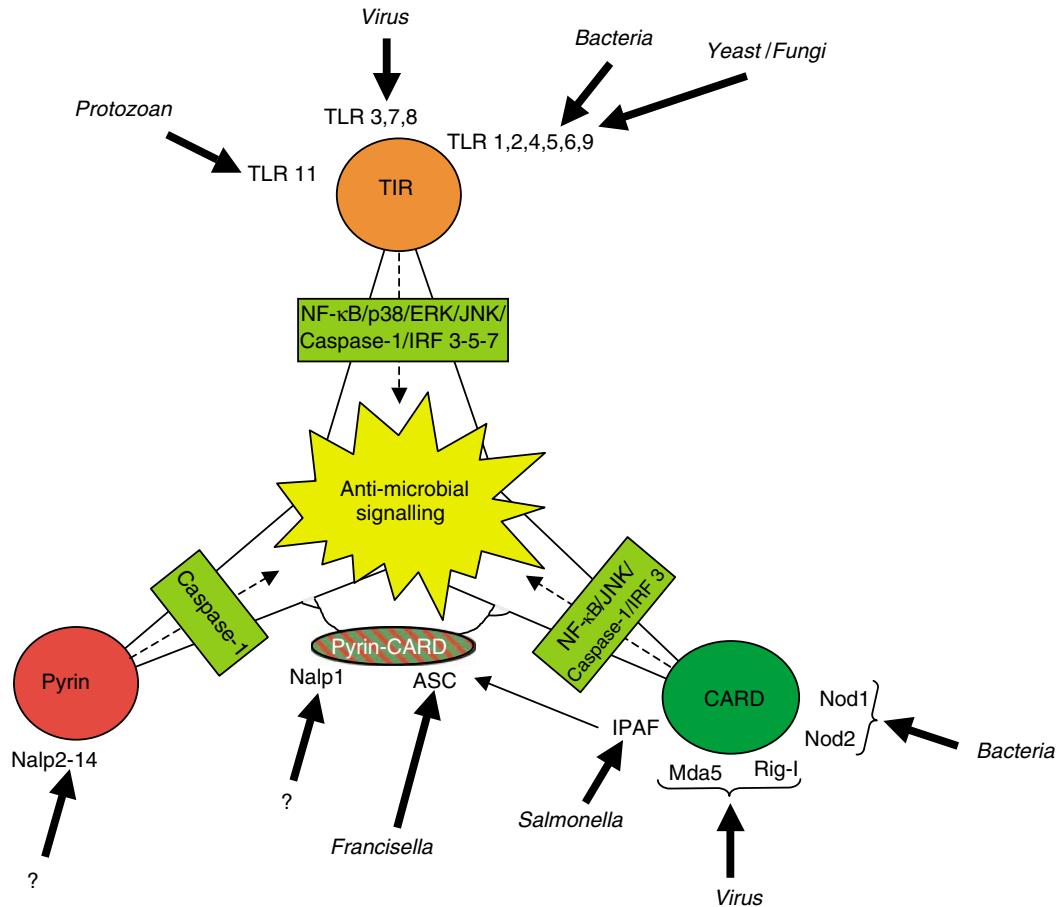 Virus
Bacteria
Yeast/Fungi
Protozoan
TLR 3,7,8
TLR 1,2,4,5,6,9
TLR 11
TIR
NF-κB/p38/ERK/JNK/
Caspase-1/IRF 3-5-7
Anti-microbial
signalling
Caspase-1
NF-κB/JNK/
Caspase-1/IRF 3
Pyrin-CARD
Pyrin
Nalp1
ASC
CARD
Nod1
Nod2
IPAF
Nalp2-14
Mda5
Rig-I
Bacteria
?
Salmonella
Francisella
?
Virus